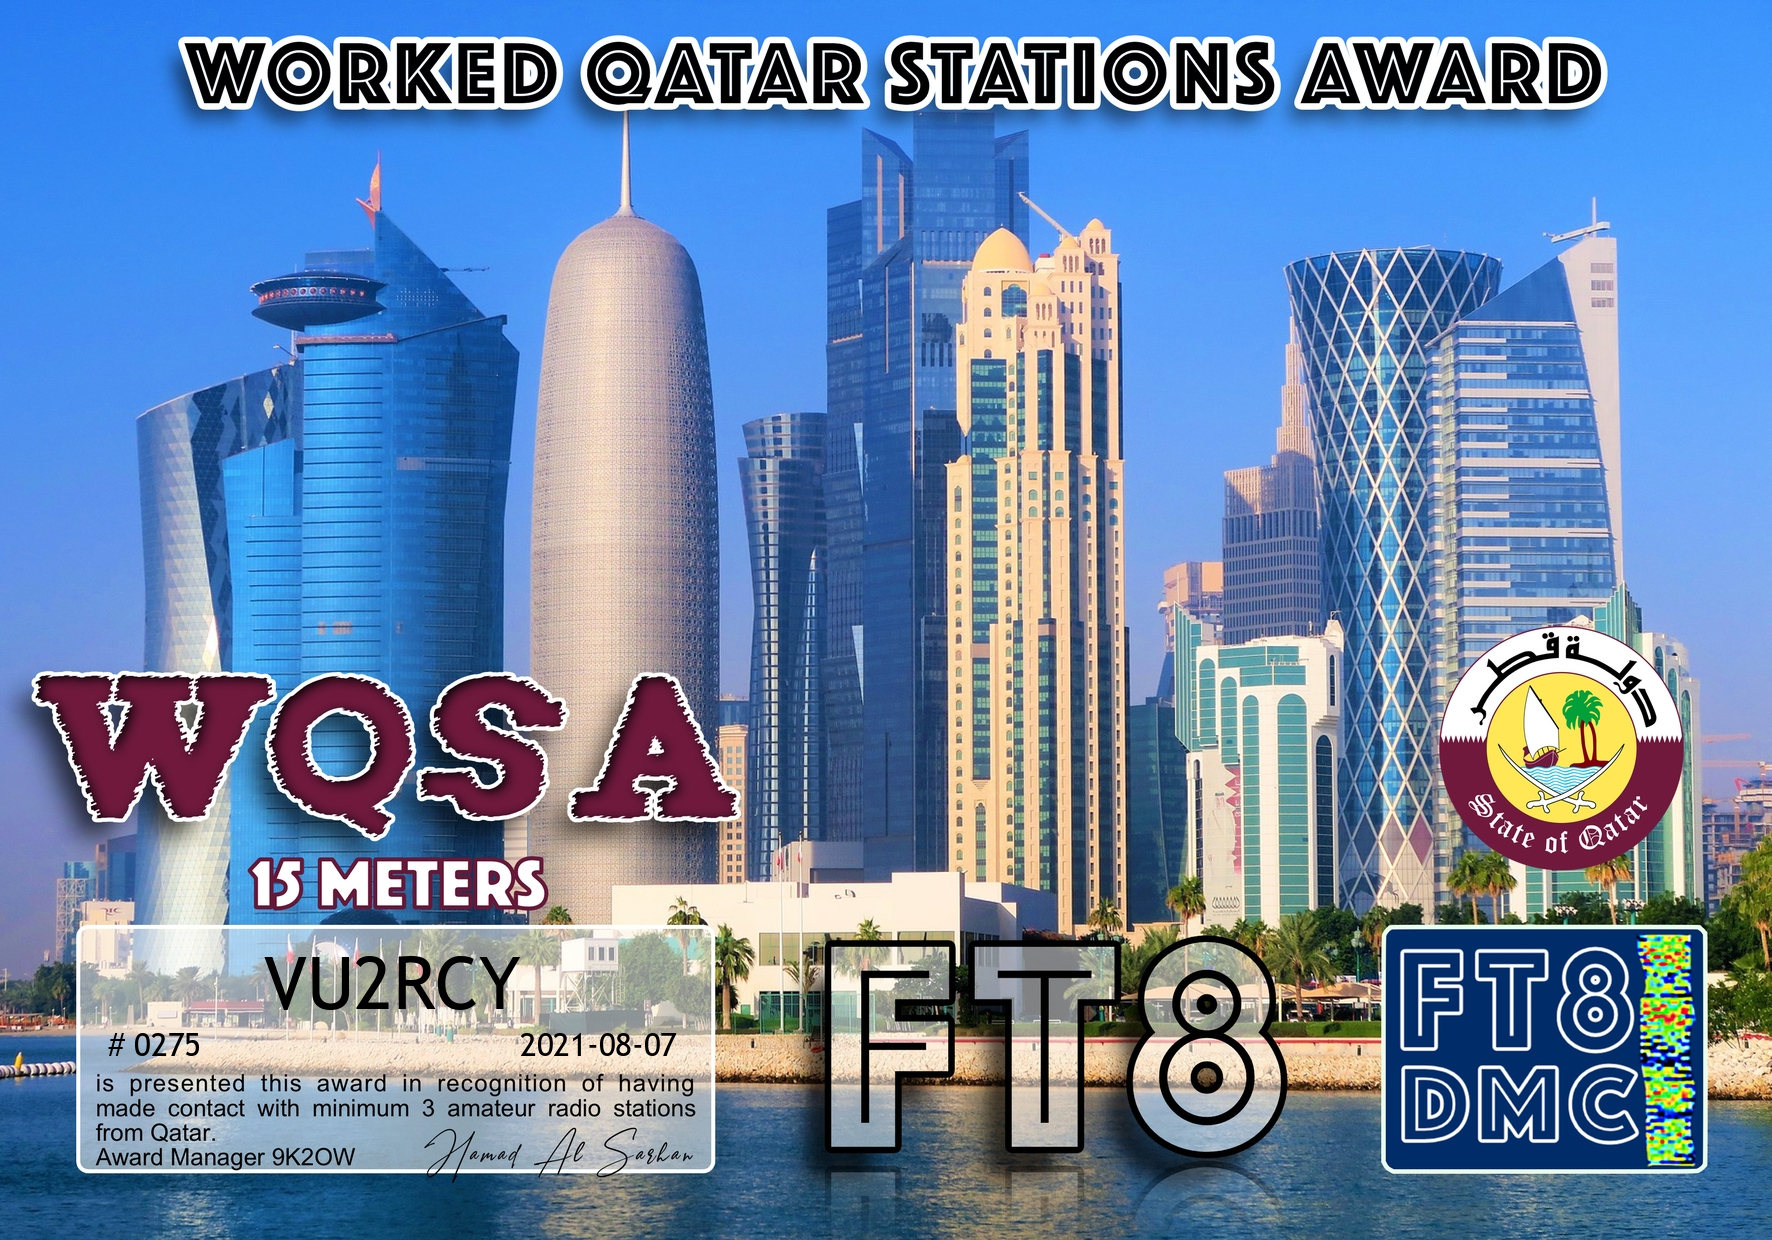 WORKED QATAR STATIONS AWARD
WQSA
15 METERS
دولة قطر
State of Qatar
VU2RCY
# 0275 2021-08-07
is presented this award in recognition of having
made contact with minimum 3 amateur radio stations
from Qatar.
Award Manager 9K2OW Hamad Al Sarhan
FT8
FT8
DMC